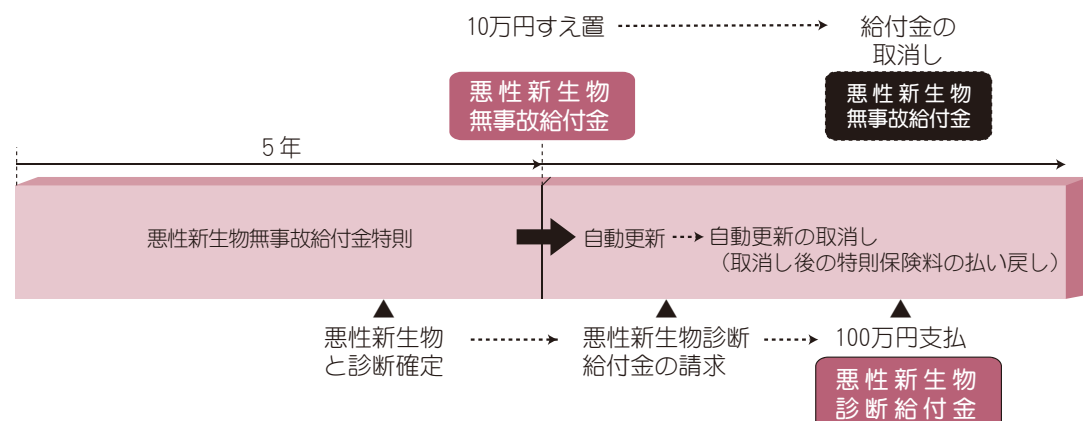 10万円すえ置
給付金の
取消し
悪性新生物
無事故給付金
悪性新生物
無事故給付金
5年
悪性新生物無事故給付金特則
自動更新
自動更新の取消し
（取消し後の特則保険料の払い戻し）
悪性新生物
と診断確定
悪性新生物診断
給付金の請求
100万円支払
悪性新生物
診断給付金